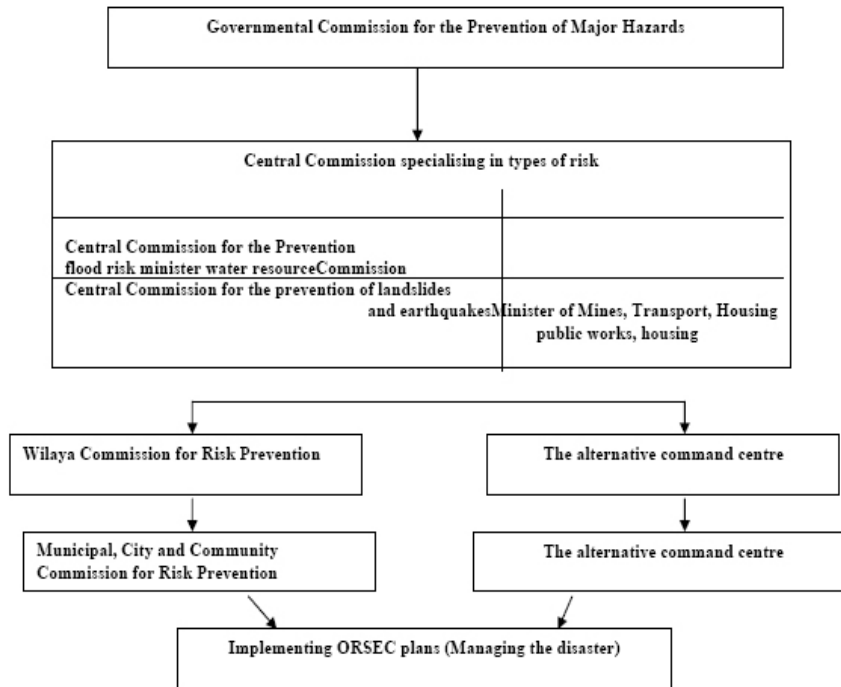 Governmental Commission for the Prevention of Major Hazards
Central Commission specialising in types of risk
Central Commission for the Prevention
flood risk minister water resourceCommission
Central Commission for the prevention of landslides
and earthquakesMinister of Mines, Transport, Housing
public works, housing
Wilaya Commission for Risk Prevention
The alternative command centre
Municipal, City and Community
Commission for Risk Prevention
The alternative command centre
Implementing ORSEC plans (Managing the disaster)